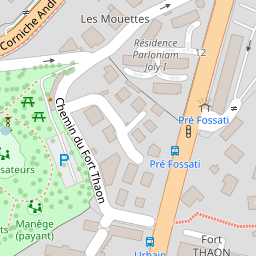 Les Mouettes
Corniche And
Résidence
Parloniam
Joly I
12
Pré Fossati
Chemin du Fort Thaon
P
Pré Fossati
sateurs
Manège
(payant)
Urbain
Fort
THAON